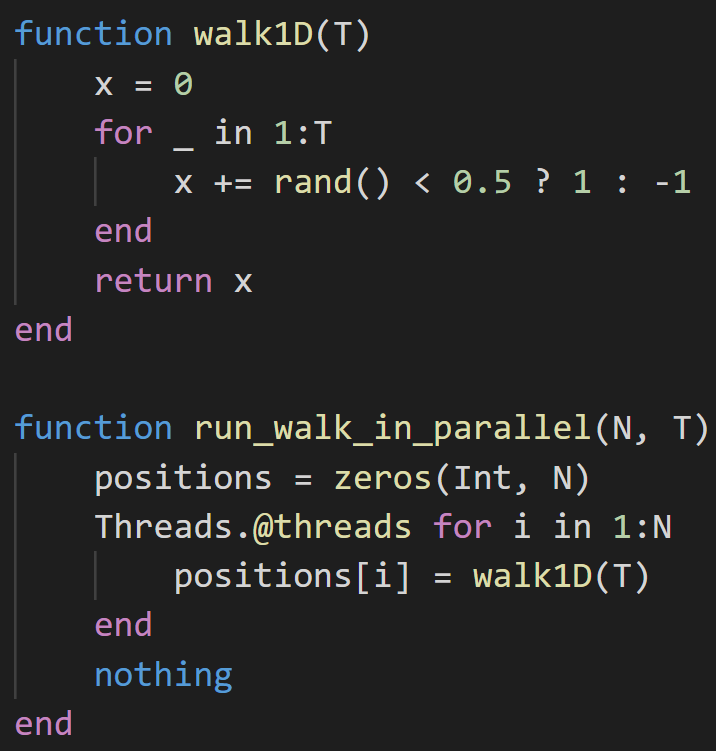 function walk1D(T)
    x = 0
    for _ in 1:T
        x += rand() < 0.5 ? 1 : -1
    end
    return x
end

function run_walk_in_parallel(N, T)
    positions = zeros(Int, N)
    Threads.@threads for i in 1:N
        positions[i] = walk1D(T)
    end
    nothing
end